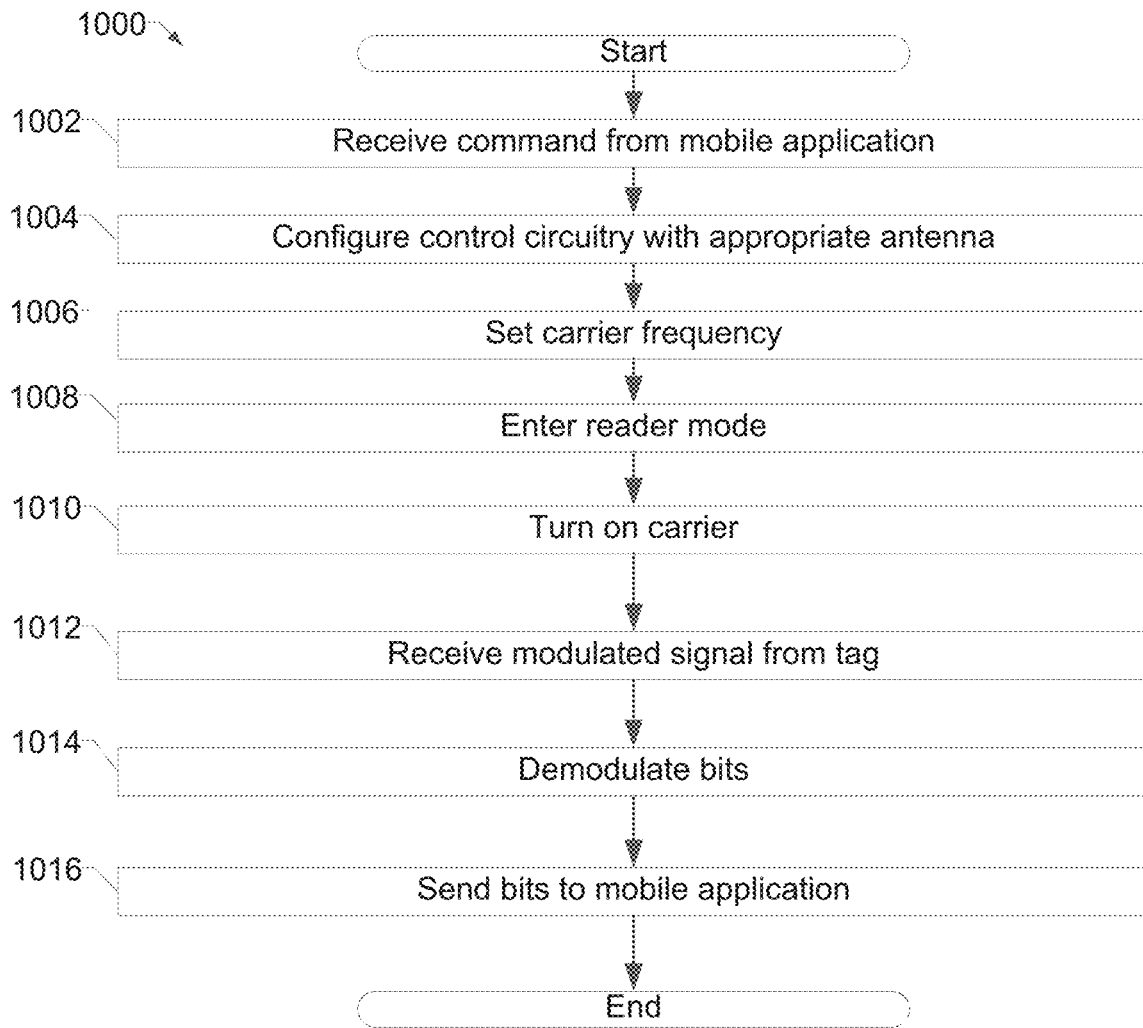 1000
Start
1002
Receive command from mobile application
1004
Configure control circuitry with appropriate antenna
1006
Set carrier frequency
1008
Enter reader mode
1010
Turn on carrier
1012
Receive modulated signal from tag
1014
Demodulate bits
1016
Send bits to mobile application
End